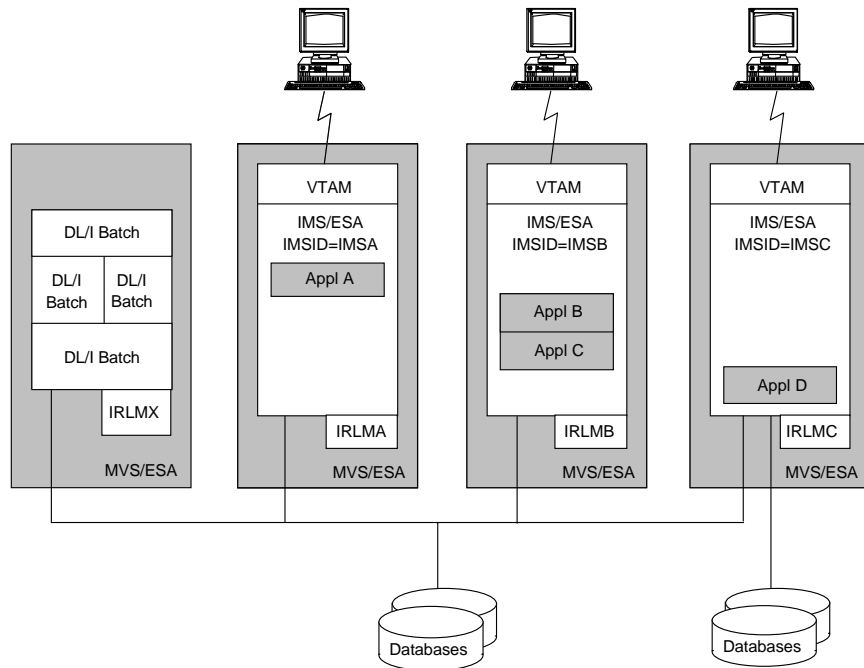 DL/I Batch
DL/I
Batch
DL/I
Batch
DL/I Batch
IRLMX
MVS/ESA
VTAM
IMS/ESA
IMSID=IMSA
Appl A
IRLMA
MVS/ESA
VTAM
IMS/ESA
IMSID=IMSB
Appl B
Appl C
IRLMB
MVS/ESA
VTAM
IMS/ESA
IMSID=IMSC
Appl D
IRLMC
MVS/ESA
Databases
Databases